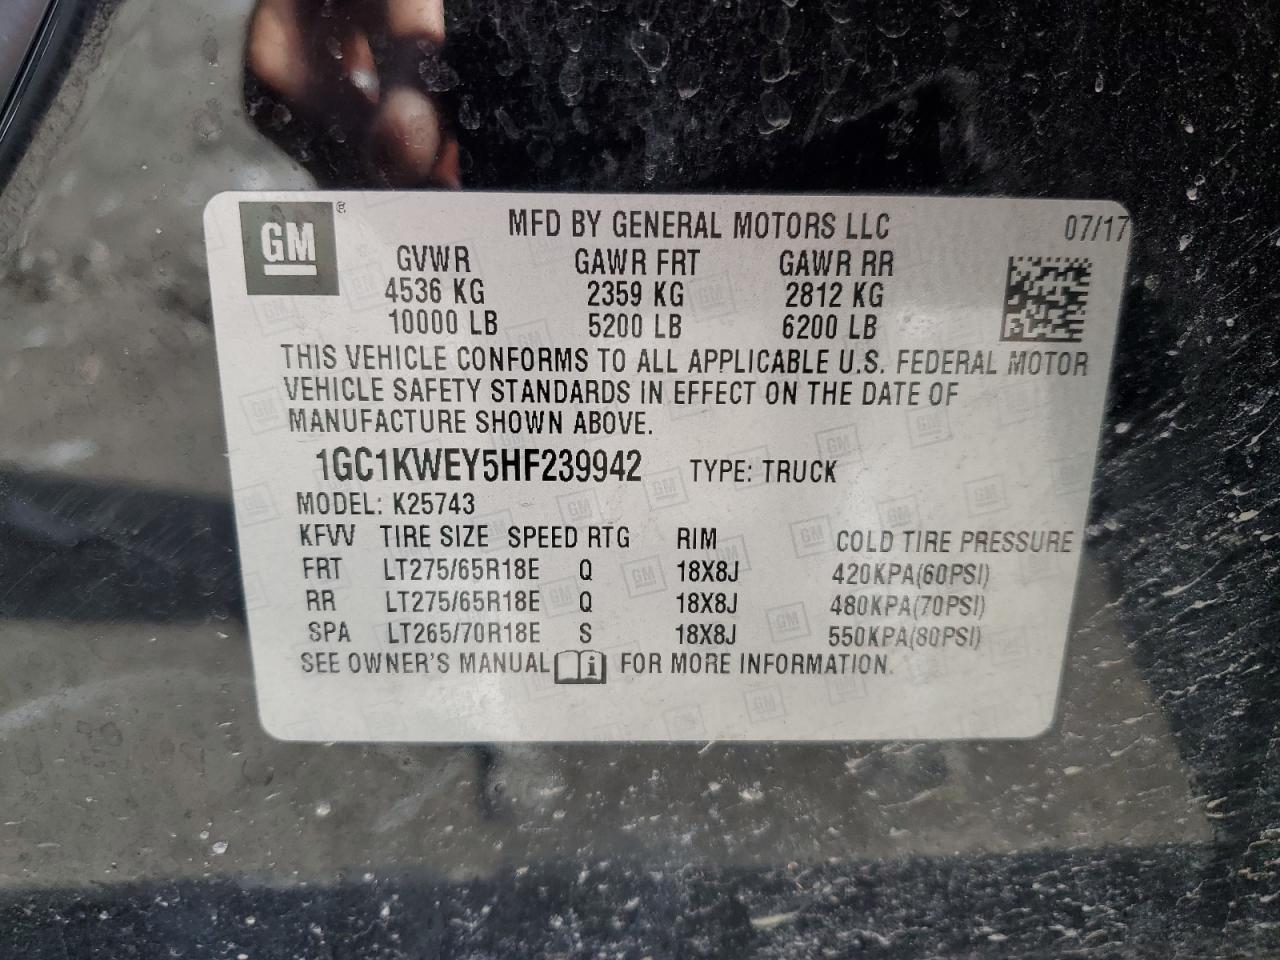 GM ®
MFD BY GENERAL MOTORS LLC 07/17
GVWR GAWR FRT GAWR RR
4536 KG 2359 KG 2812 KG
10000 LB 5200 LB 6200 LB
THIS VEHICLE CONFORMS TO ALL APPLICABLE U.S. FEDERAL MOTOR
VEHICLE SAFETY STANDARDS IN EFFECT ON THE DATE OF
MANUFACTURE SHOWN ABOVE.
1GC1KWEY5HF239942 TYPE: TRUCK
MODEL: K25743
KFVV TIRE SIZE SPEED RTG RIM COLD TIRE PRESSURE
FRT LT275/65R18E Q 18X8J 420KPA(60PSI)
RR LT275/65R18E Q 18X8J 480KPA(70PSI)
SPA LT265/70R18E S 18X8J 550KPA(80PSI)
SEE OWNER'S MANUAL i FOR MORE INFORMATION.